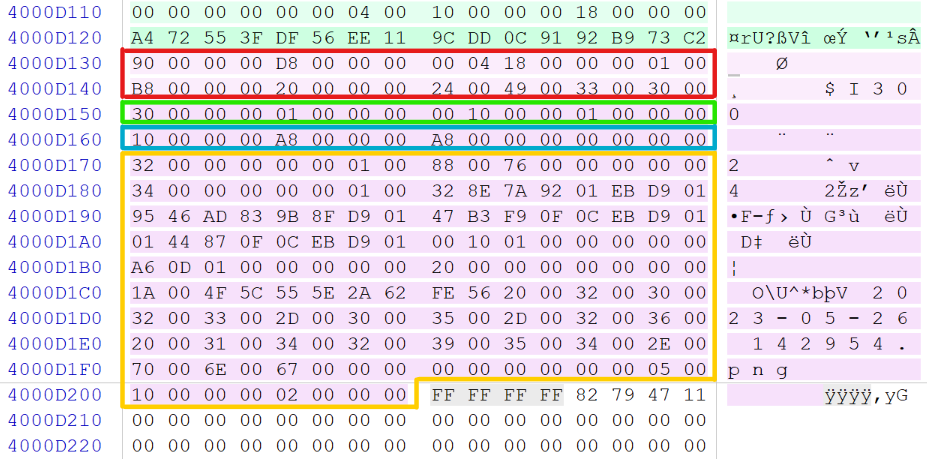 4000D110 00 00 00 00 00 00 04 00 10 00 00 00 18 00 00 00
4000D120 A4 72 55 3F DF 56 EE 11 9C DD 0C 91 92 B9 73 C2 ¤rU?ßVî œÝ ‘’¹sÂ
4000D130 90 00 00 00 D8 00 00 00 00 04 18 00 00 00 01 00 Ø
4000D140 B8 00 00 00 20 00 00 00 24 00 49 00 33 00 30 00 ¸ $ I 3 0
4000D150 30 00 00 00 01 00 00 00 00 10 00 00 01 00 00 00 0
4000D160 10 00 00 00 A8 00 00 00 A8 00 00 00 00 00 00 00 ¨ ¨
4000D170 32 00 00 00 00 00 01 00 88 00 76 00 00 00 00 00 2 ˆ v
4000D180 34 00 00 00 00 00 01 00 32 8E 7A 92 01 EB D9 01 4 2Žz’ ëÙ
4000D190 95 46 AD 83 9B 8F D9 01 47 B3 F9 0F 0C EB D9 01 •F-ƒ› Ù G³ù ëÙ
4000D1A0 01 44 87 0F 0C EB D9 01 00 10 01 00 00 00 00 00 D‡ ëÙ
4000D1B0 A6 0D 01 00 00 00 00 00 20 00 00 00 00 00 00 00 ¦
4000D1C0 1A 00 4F 5C 55 5E 2A 62 FE 56 20 00 32 00 30 00 O\U^*bþV 2 0
4000D1D0 32 00 33 00 2D 00 30 00 35 00 2D 00 32 00 36 00 2 3 - 0 5 - 2 6
4000D1E0 20 00 31 00 34 00 32 00 39 00 35 00 34 00 2E 00 1 4 2 9 5 4 .
4000D1F0 70 00 6E 00 67 00 00 00 00 00 00 00 00 00 05 00 p n g
4000D200 10 00 00 00 02 00 00 00 FF FF FF FF 82 79 47 11 ÿÿÿÿ‚yG
4000D210 00 00 00 00 00 00 00 00 00 00 00 00 00 00 00 00
4000D220 00 00 00 00 00 00 00 00 00 00 00 00 00 00 00 00